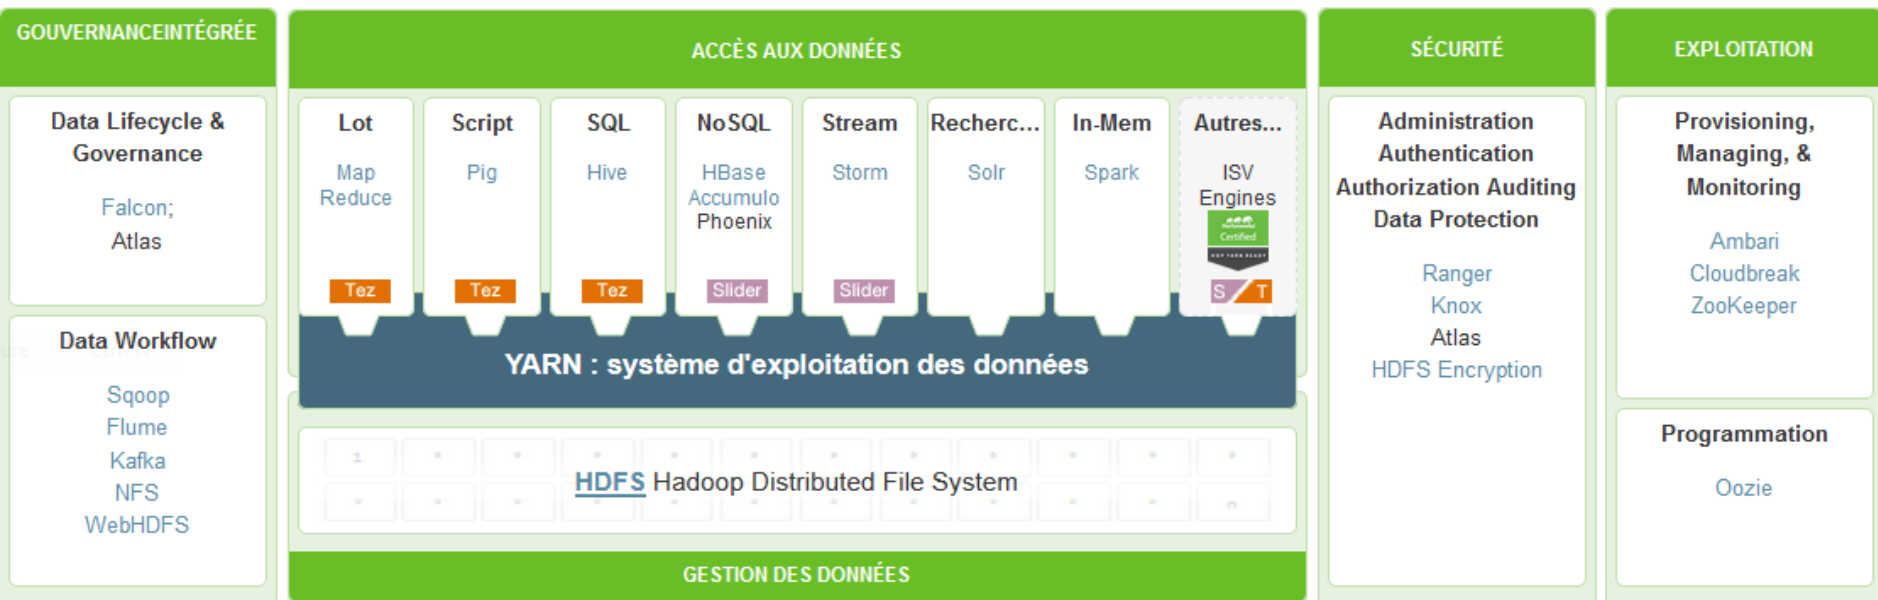 GOUVERNANCEINTÉGRÉE
Data Lifecycle &
Governance
Falcon;
Atlas
Data Workflow
Sqoop
Flume
Kafka
NFS
WebHDFS
ACCÈS AUX DONNÉES
Lot
Map
Reduce
Tez
Script
Pig
Tez
SQL
Hive
Tez
NoSQL
HBase
Accumulo
Phoenix
Slider
Stream
Storm
Slider
Recherc...
Solr
In-Mem
Spark
Autres...
ISV
Engines
Certified
HDP YARN READY
S T
YARN : système d'exploitation des données
1
HDFS Hadoop Distributed File System
n
GESTION DES DONNÉES
SÉCURITÉ
Administration
Authentication
Authorization Auditing
Data Protection
Ranger
Knox
Atlas
HDFS Encryption
EXPLOITATION
Provisioning,
Managing, &
Monitoring
Ambari
Cloudbreak
ZooKeeper
Programmation
Oozie